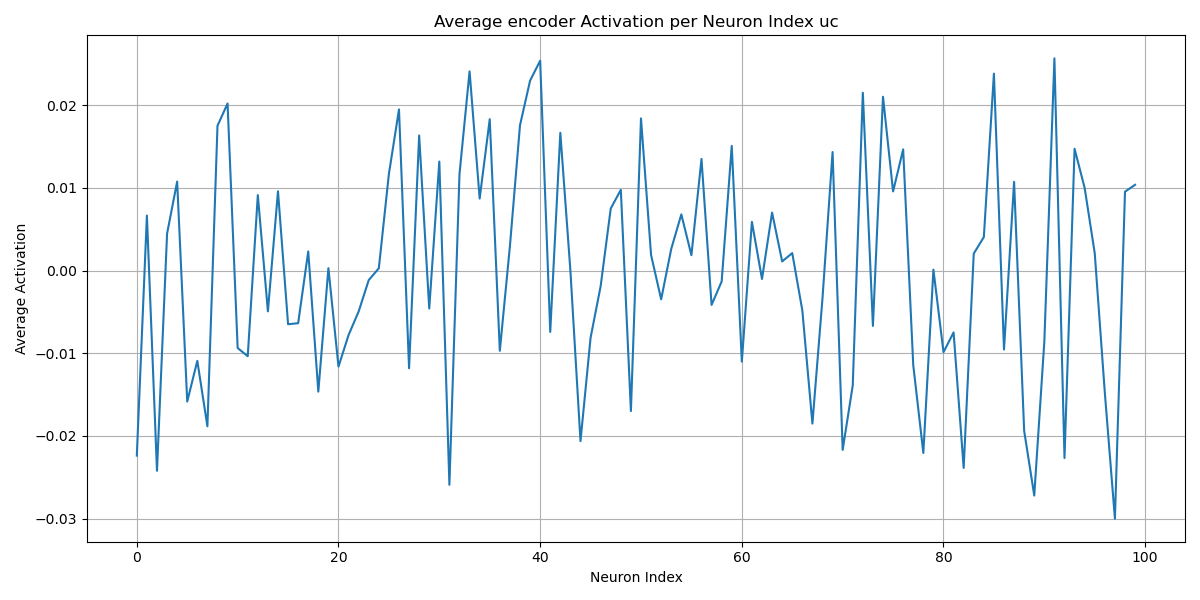 Average encoder Activation per Neuron Index uc
Average Activation
0.02
0.01
0.00
−0.01
−0.02
−0.03
0 20 40 60 80 100
Neuron Index